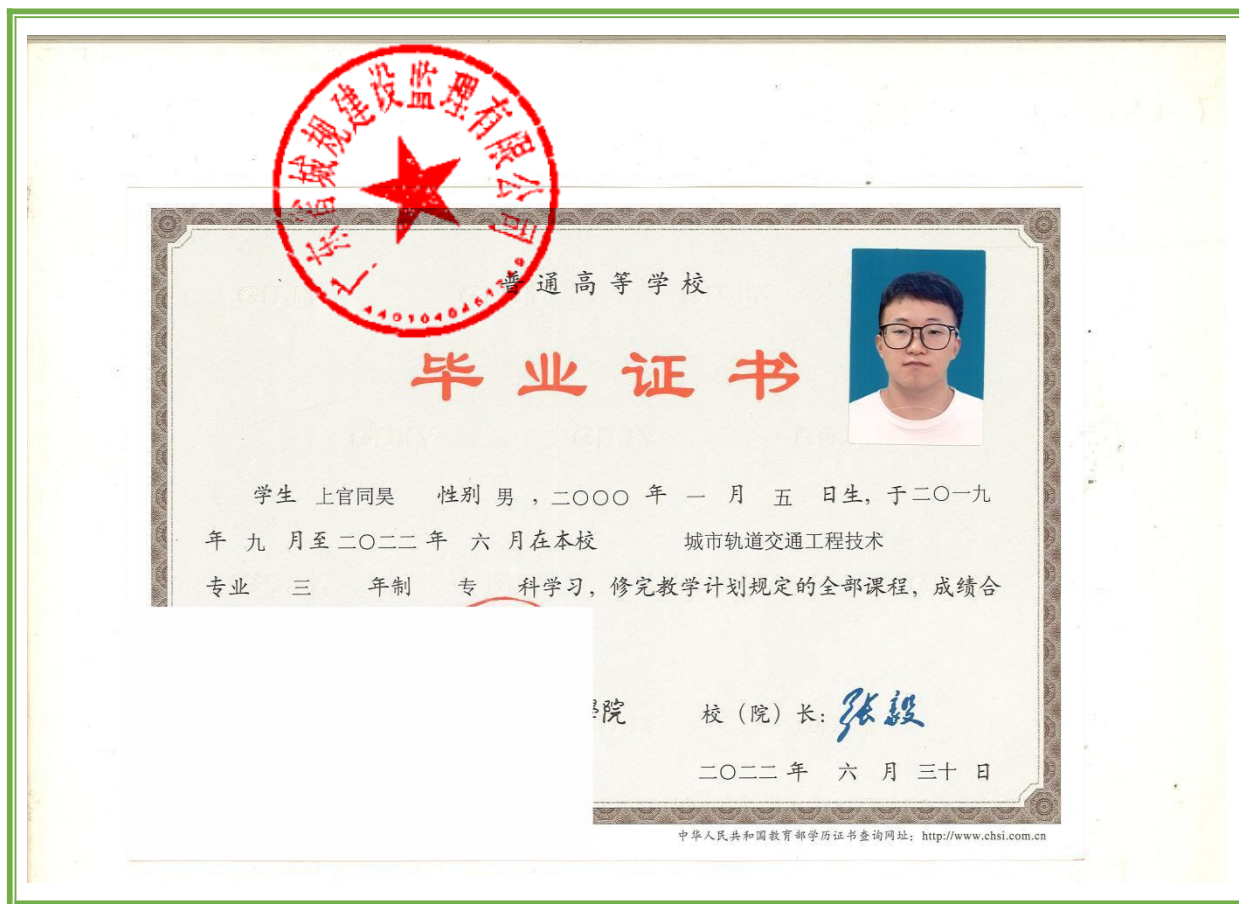 广东省城规建设监理有限公司
普通高等学校
毕业证书
学生 上官同昊 性别 男 ，二〇〇〇 年 一 月 五 日生，于二〇一九
年 九 月至二〇二二 年 六 月在本校 城市轨道交通工程技术
专业 三 年制 专 科学习，修完教学计划规定的全部课程，成绩合
院 校（院）长：张毅
二〇二二 年 六 月 三十 日
中华人民共和国教育部学历证书查询网址：http://www.chsi.com.cn